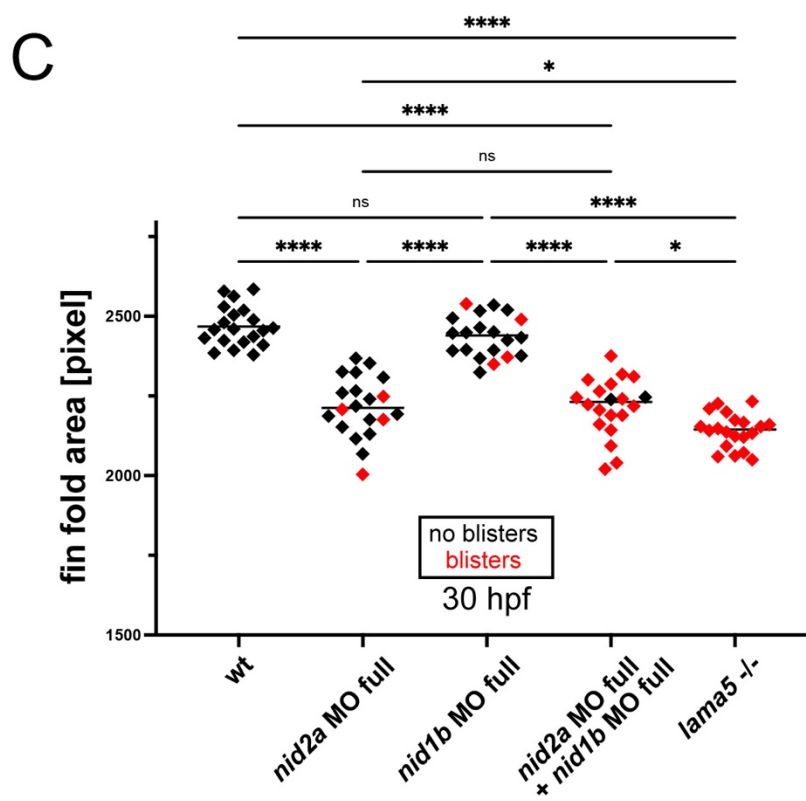 C
****
*
****
ns
ns ****
**** **** **** *
fin fold area [pixel]
2500
2000
1500
no blisters
blisters
30 hpf
wt
nid2a MO full
nid1b MO full
nid2a MO full
+ nid1b MO full
lama5 -/-